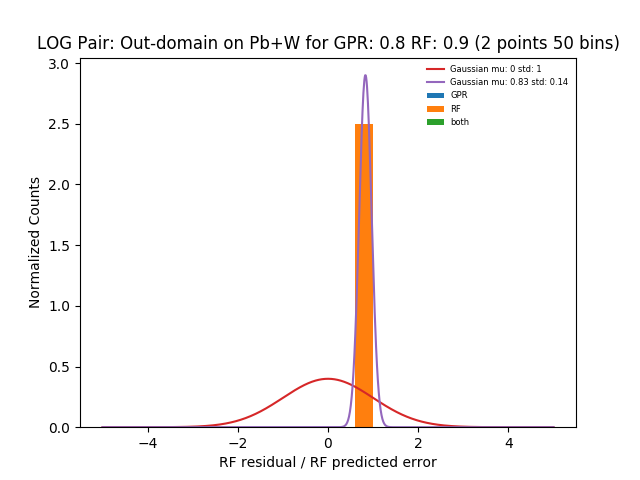 LOG Pair: Out-domain on Pb+W for GPR: 0.8 RF: 0.9 (2 points 50 bins)
Gaussian mu: 0 std: 1
Gaussian mu: 0.83 std: 0.14
GPR
RF
both
Normalized Counts
3.0
2.5
2.0
1.5
1.0
0.5
0.0
−4
−2
0
2
4
RF residual / RF predicted error